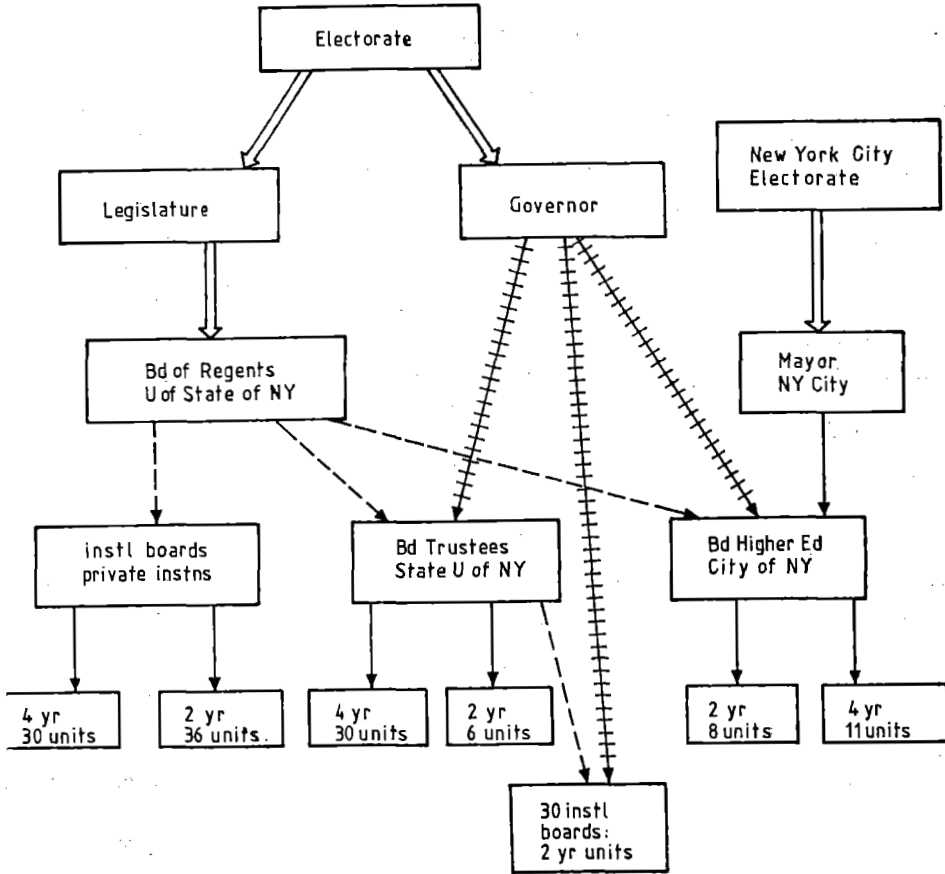 Electorate
New York City
Electorate
Legislature
Governor
Bd of Regents
U of State of NY
Mayor
NY City
instl boards
private instns
Bd Trustees
State U of NY
Bd Higher Ed
City of NY
4 yr
30 units
2 yr
36 units.
4 yr
30 units
2 yr
6 units
2 yr
8 units
4 yr
11 units
30 instl
boards:
2 yr units